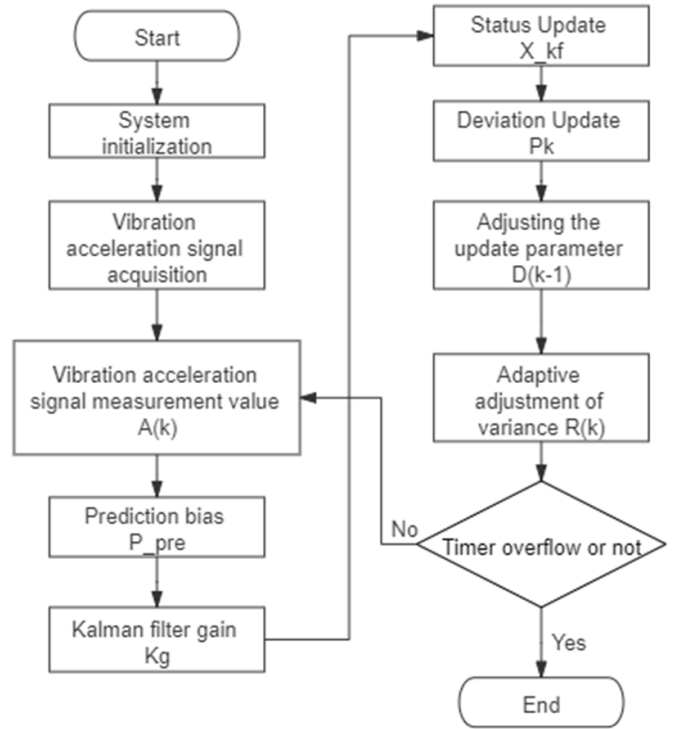 Start
System
initialization
Vibration
acceleration signal
acquisition
Vibration acceleration
signal measurement value
A(k)
Prediction bias
P_pre
Kalman filter gain
Kg
Status Update
X_kf
Deviation Update
Pk
Adjusting the
update parameter
D(k-1)
Adaptive
adjustment of
variance R(k)
Timer overflow or not
No
Yes
End